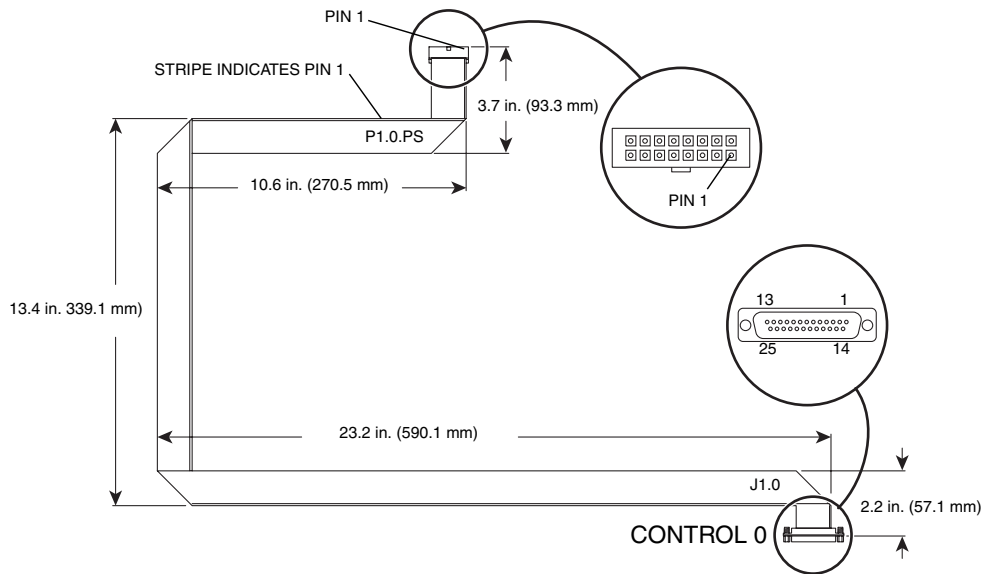 PIN 1
STRIPE INDICATES PIN 1
3.7 in. (93.3 mm)
P1.0.PS
10.6 in. (270.5 mm)
PIN 1
13.4 in. 339.1 mm)
13 1
25 14
23.2 in. (590.1 mm)
J1.0
2.2 in. (57.1 mm)
CONTROL 0